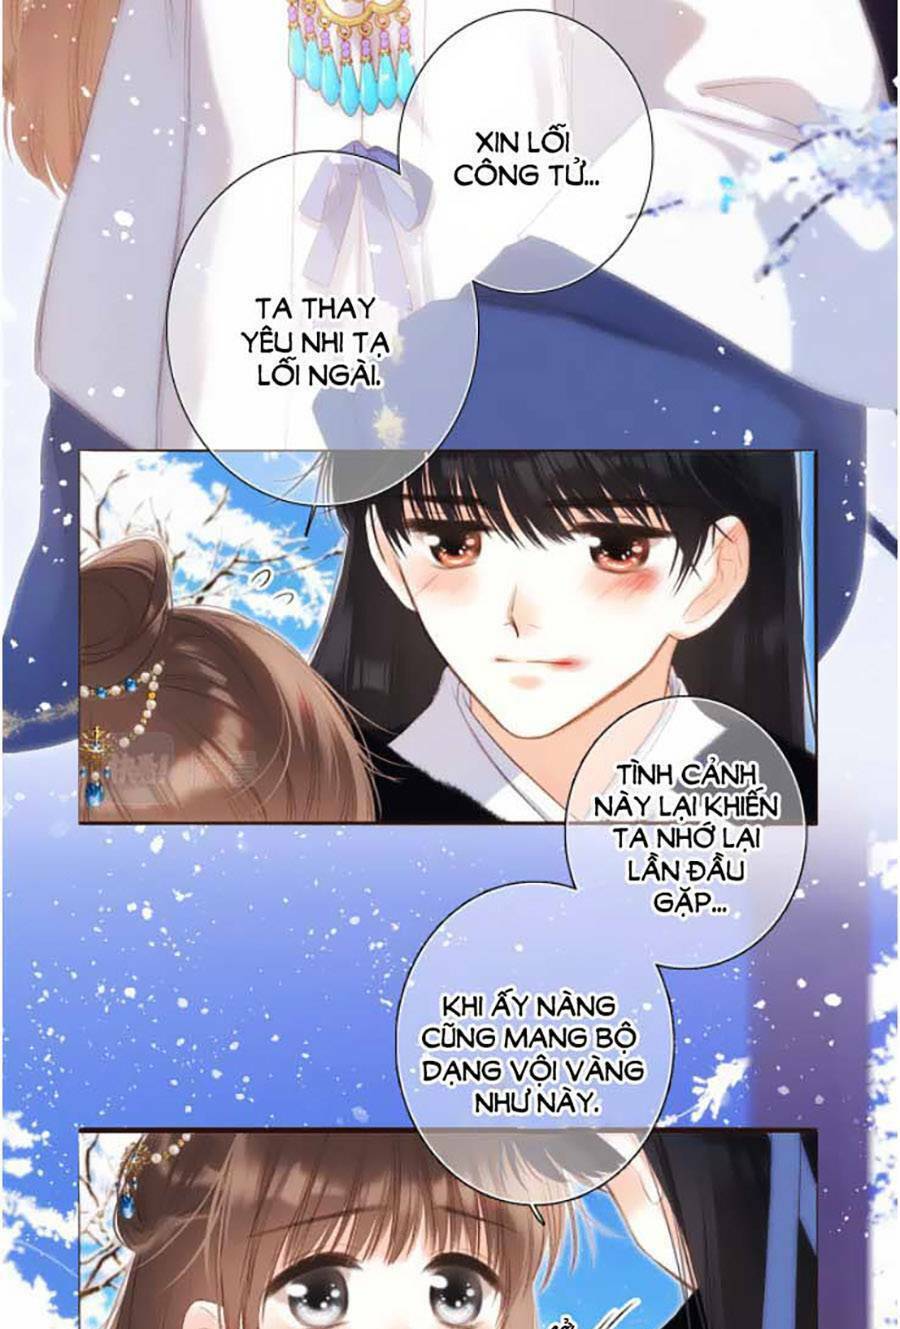 XIN LỖI
CÔNG TỬ...
TA THAY
YÊU NHI TẠ
LỖI NGÀI.
TÌNH CẢNH
NÀY LẠI KHIẾN
TA NHỚ LẠI
LẦN ĐẦU
GẶP...
KHI ẤY NÀNG
CŨNG MANG BỘ
DẠNG VỘI VÀNG
NHƯ NÀY.